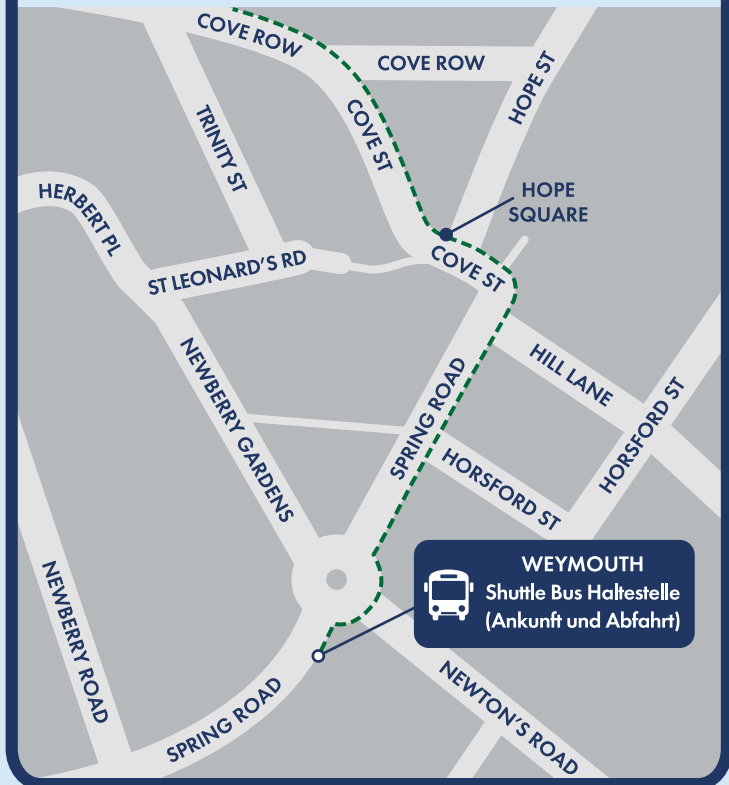 COVE ROW
COVE ROW
HOPE ST
TRINITY ST
COVE ST
HERBERT PL
HOPE
SQUARE
ST LEONARD'S RD
COVE ST
NEWBERRY GARDENS
SPRING ROAD
HILL LANE
HORSFORD ST
HORSFORD ST
WEYMOUTH
Shuttle Bus Haltestelle
(Ankunft und Abfahrt)
NEWBERRY ROAD
SPRING ROAD
NEWTON'S ROAD